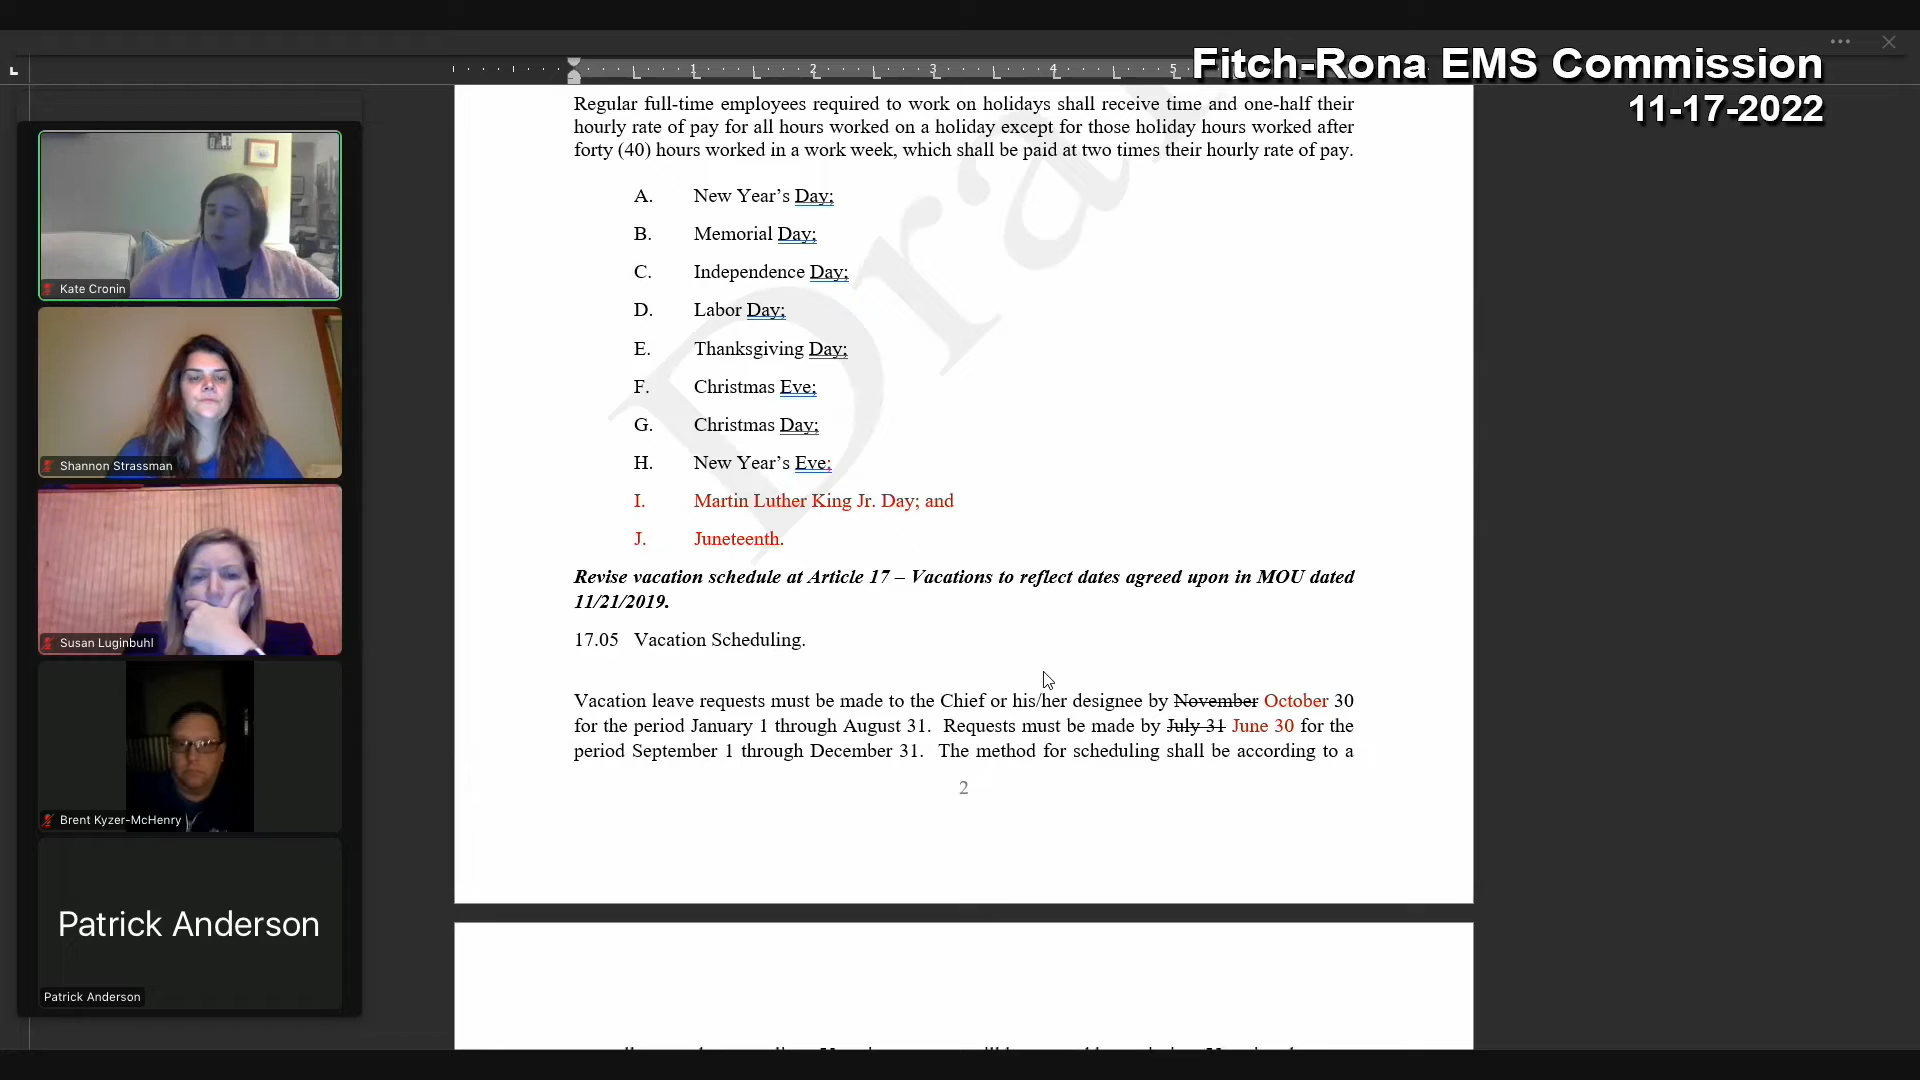 Fitch-Rona EMS Commission
11-17-2022
1 2 3 4 5
Regular full-time employees required to work on holidays shall receive time and one-half their
hourly rate of pay for all hours worked on a holiday except for those holiday hours worked after
forty (40) hours worked in a work week, which shall be paid at two times their hourly rate of pay.
A. New Year’s Day;
B. Memorial Day;
C. Independence Day;
D. Labor Day;
E. Thanksgiving Day;
F. Christmas Eve;
G. Christmas Day;
H. New Year’s Eve;
I. Martin Luther King Jr. Day; and
J. Juneteenth.
Revise vacation schedule at Article 17 – Vacations to reflect dates agreed upon in MOU dated
11/21/2019.
17.05 Vacation Scheduling.
Vacation leave requests must be made to the Chief or his/her designee by November October 30
for the period January 1 through August 31. Requests must be made by July 31 June 30 for the
period September 1 through December 31. The method for scheduling shall be according to a
2
Kate Cronin
Shannon Strassman
Susan Luginbuhl
Brent Kyzer-McHenry
Patrick Anderson
Patrick Anderson